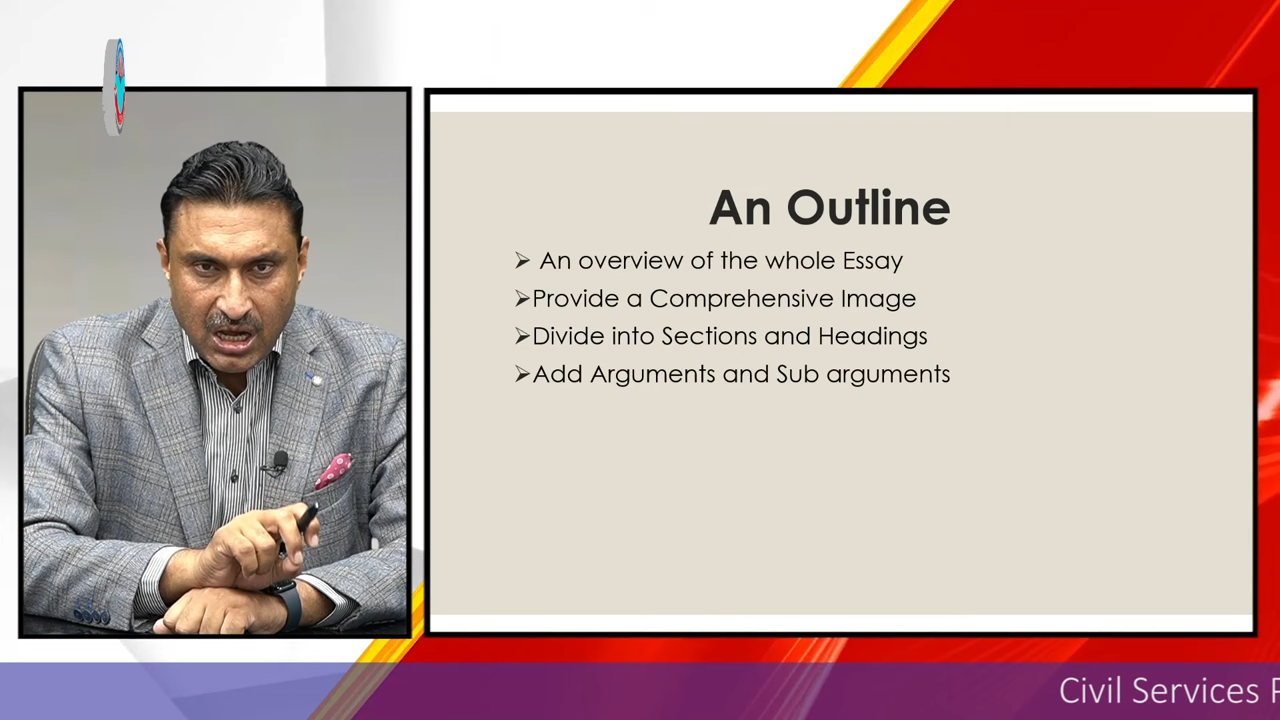 An Outline
➢ An overview of the whole Essay
➢Provide a Comprehensive Image
➢Divide into Sections and Headings
➢Add Arguments and Sub arguments
Civil Services